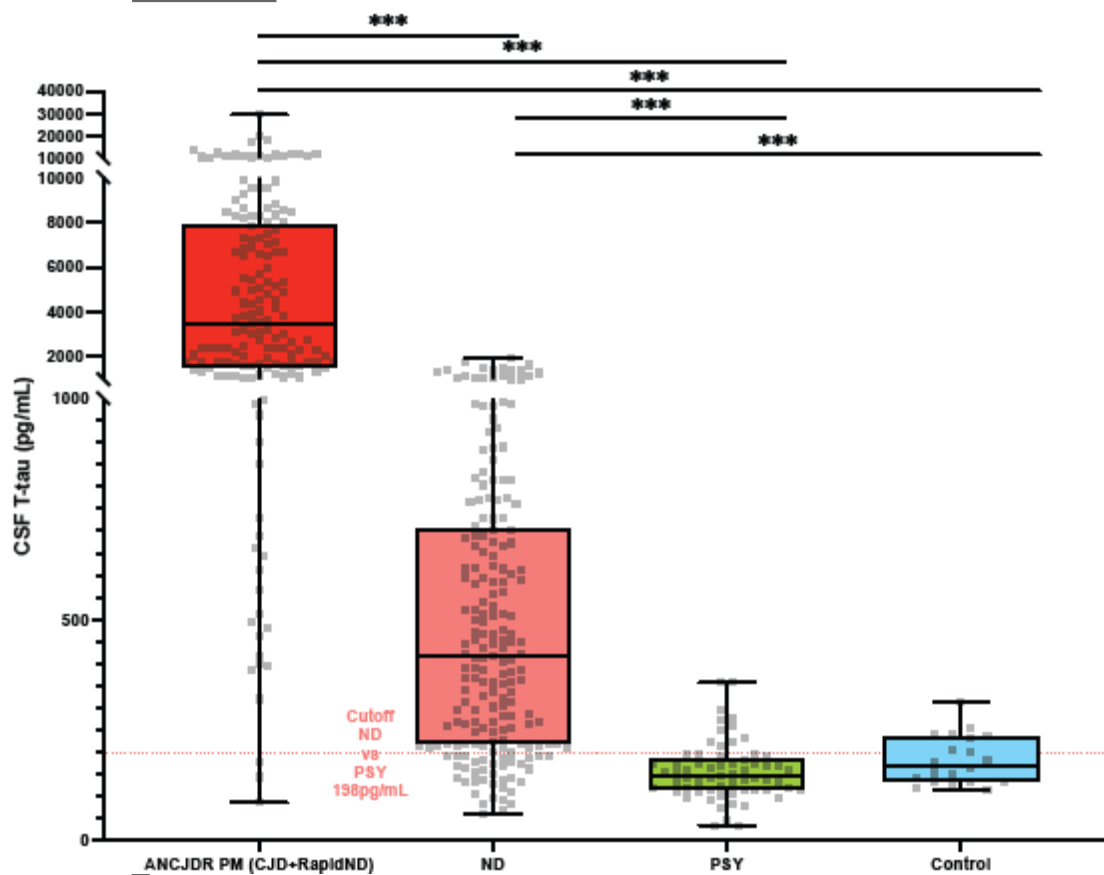 ***
***
***
***
***
40000
30000
20000
10000
10000
8000
6000
4000
2000
1000
500
0
CSF T-tau (pg/mL)
Cutoff
ND
vs
PSY
198pg/mL
ANCJDR PM (CJD+RapidND)
ND
PSY
Control